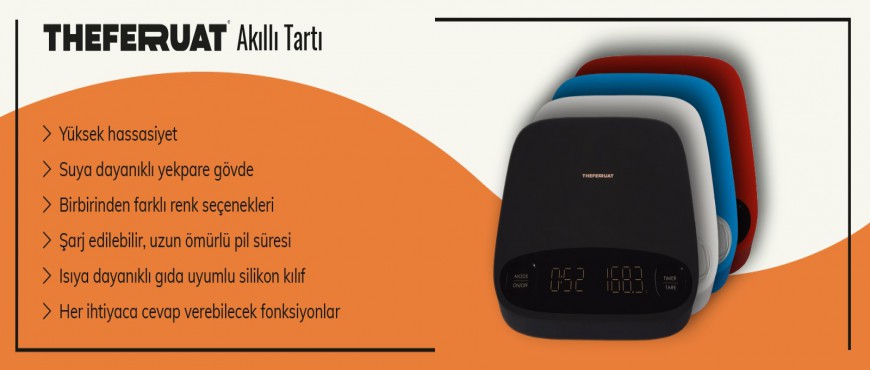 THEFERRUAT® Akıllı Tartı
Yüksek hassasiyet
Suya dayanıklı yekpare gövde
Birbirinden farklı renk seçenekleri
Şarj edilebilir, uzun ömürlü pil süresi
Isıya dayanıklı gıda uyumlu silikon kılıf
Her ihtiyaca cevap verebilecek fonksiyonlar
THEFERRUAT
MODE
ON/OFF
0:52
168.3
TIMER
TARE